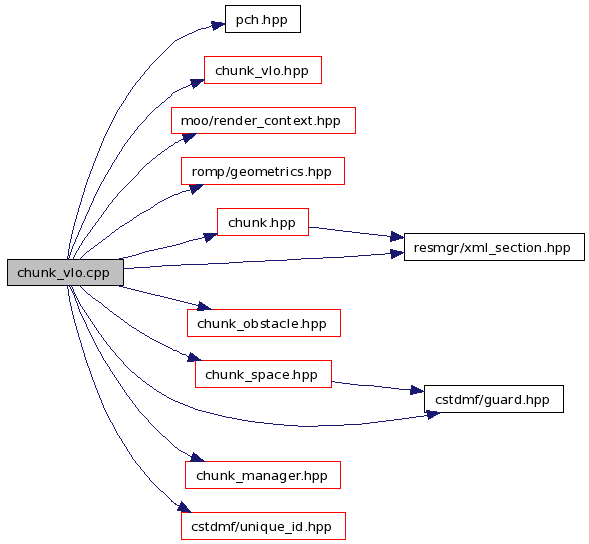 pch.hpp
chunk_vlo.hpp
moo/render_context.hpp
romp/geometrics.hpp
chunk.hpp
resmgr/xml_section.hpp
chunk_vlo.cpp
chunk_obstacle.hpp
chunk_space.hpp
cstdmf/guard.hpp
chunk_manager.hpp
cstdmf/unique_id.hpp